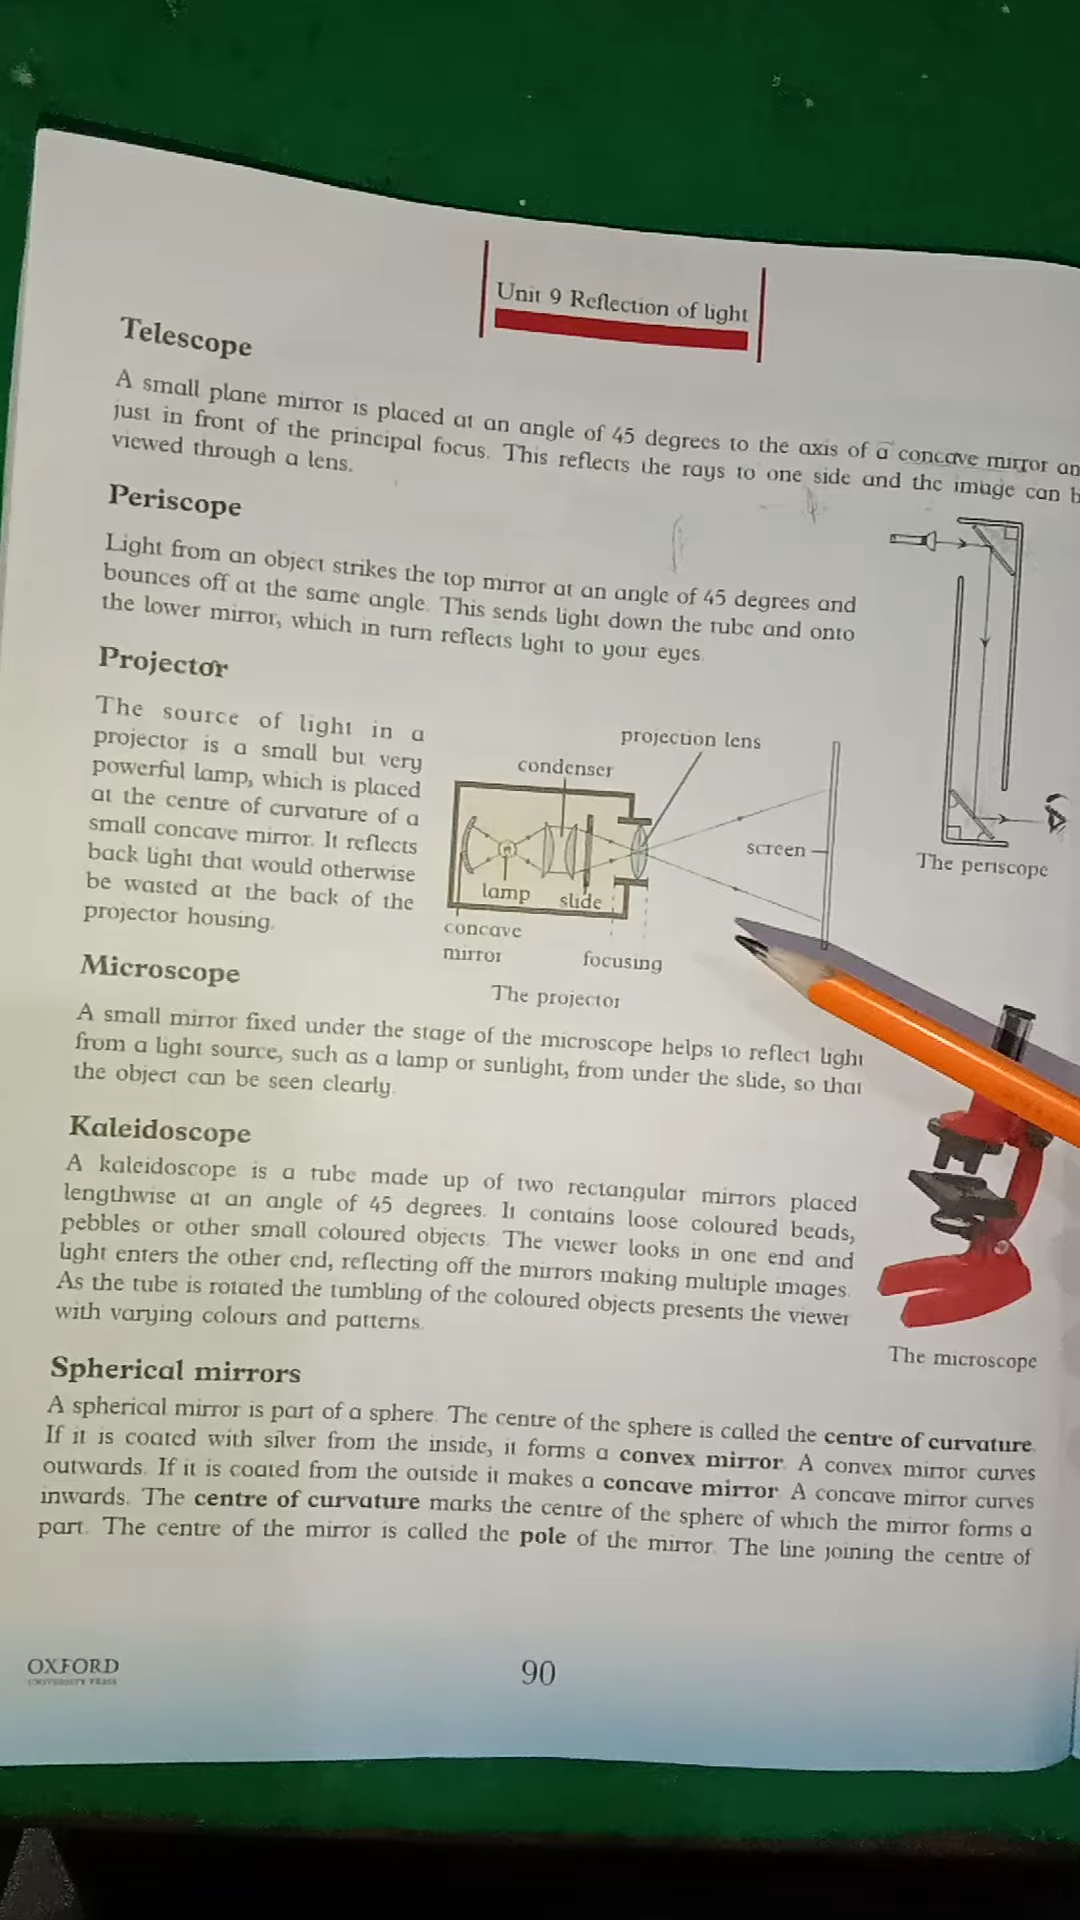 Unit 9 Reflection of light
Telescope
A small plane mirror is placed at an angle of 45 degrees to the axis of a concave mirror
just in front of the principal focus. This reflects the rays to one side and the image can
viewed through a lens.
Periscope
Light from an object strikes the top mirror at an angle of 45 degrees and
bounces off at the same angle. This sends light down the tube and onto
the lower mirror, which in turn reflects light to your eyes.
The periscope
Projector
The source of light in a
projector is a small but very
powerful lamp, which is placed
at the centre of curvature of a
small concave mirror. It reflects
back light that would otherwise
be wasted at the back of the
projector housing.
projection lens
condenser
screen
lamp
slide
concave
mirror
focusing
The projector
Microscope
A small mirror fixed under the stage of the microscope helps to reflect light
from a light source, such as a lamp or sunlight, from under the slide, so that
the object can be seen clearly.
Kaleidoscope
A kaleidoscope is a tube made up of two rectangular mirrors placed
lengthwise at an angle of 45 degrees. It contains loose coloured beads,
pebbles or other small coloured objects. The viewer looks in one end and
light enters the other end, reflecting off the mirrors making multiple images.
As the tube is rotated the tumbling of the coloured objects presents the viewer
with varying colours and patterns.
The microscope
Spherical mirrors
A spherical mirror is part of a sphere. The centre of the sphere is called the centre of curvature.
If it is coated with silver from the inside, it forms a convex mirror. A convex mirror curves
outwards. If it is coated from the outside it makes a concave mirror. A concave mirror curves
inwards. The centre of curvature marks the centre of the sphere of which the mirror forms a
part. The centre of the mirror is called the pole of the mirror. The line joining the centre of
OXFORD
UNIVERSITY PRESS
90